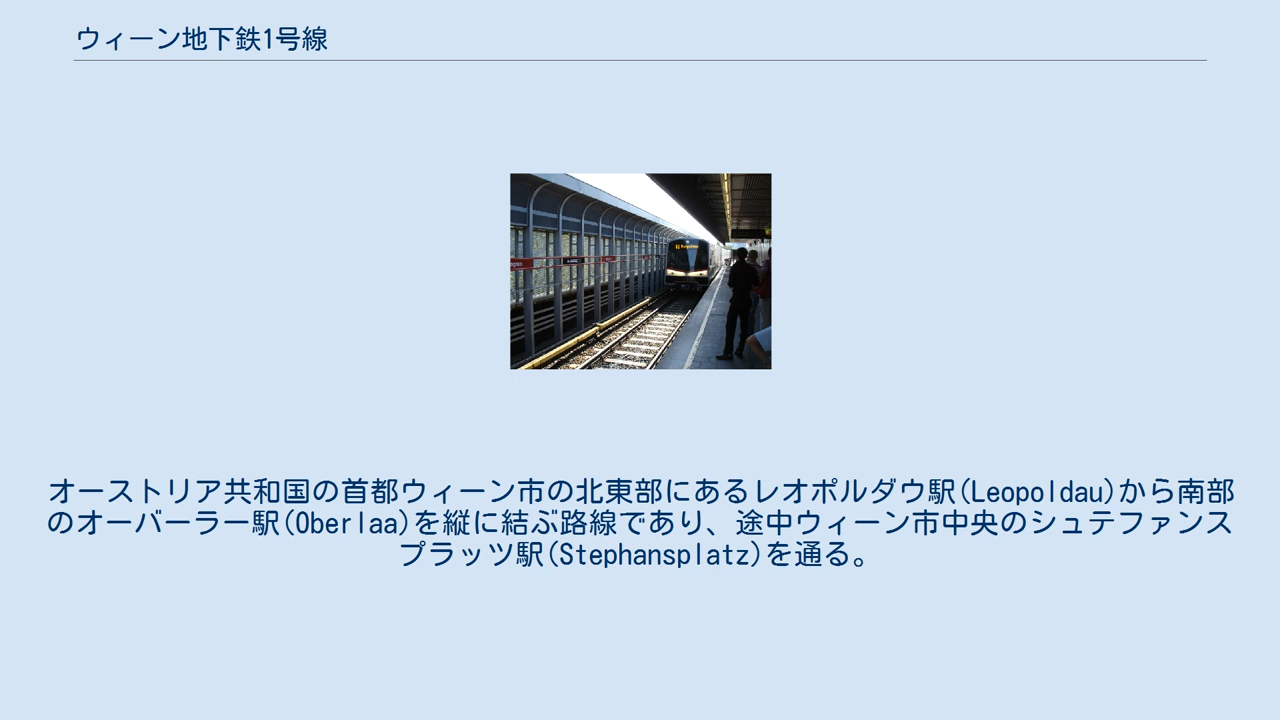 ウィーン地下鉄1号線
オーストリア共和国の首都ウィーン市の北東部にあるレオポルダウ駅(Leopoldau)から南部
のオーバーラー駅(Oberlaa)を縦に結ぶ路線であり、途中ウィーン市中央のシュテファンス
プラッツ駅(Stephansplatz)を通る。